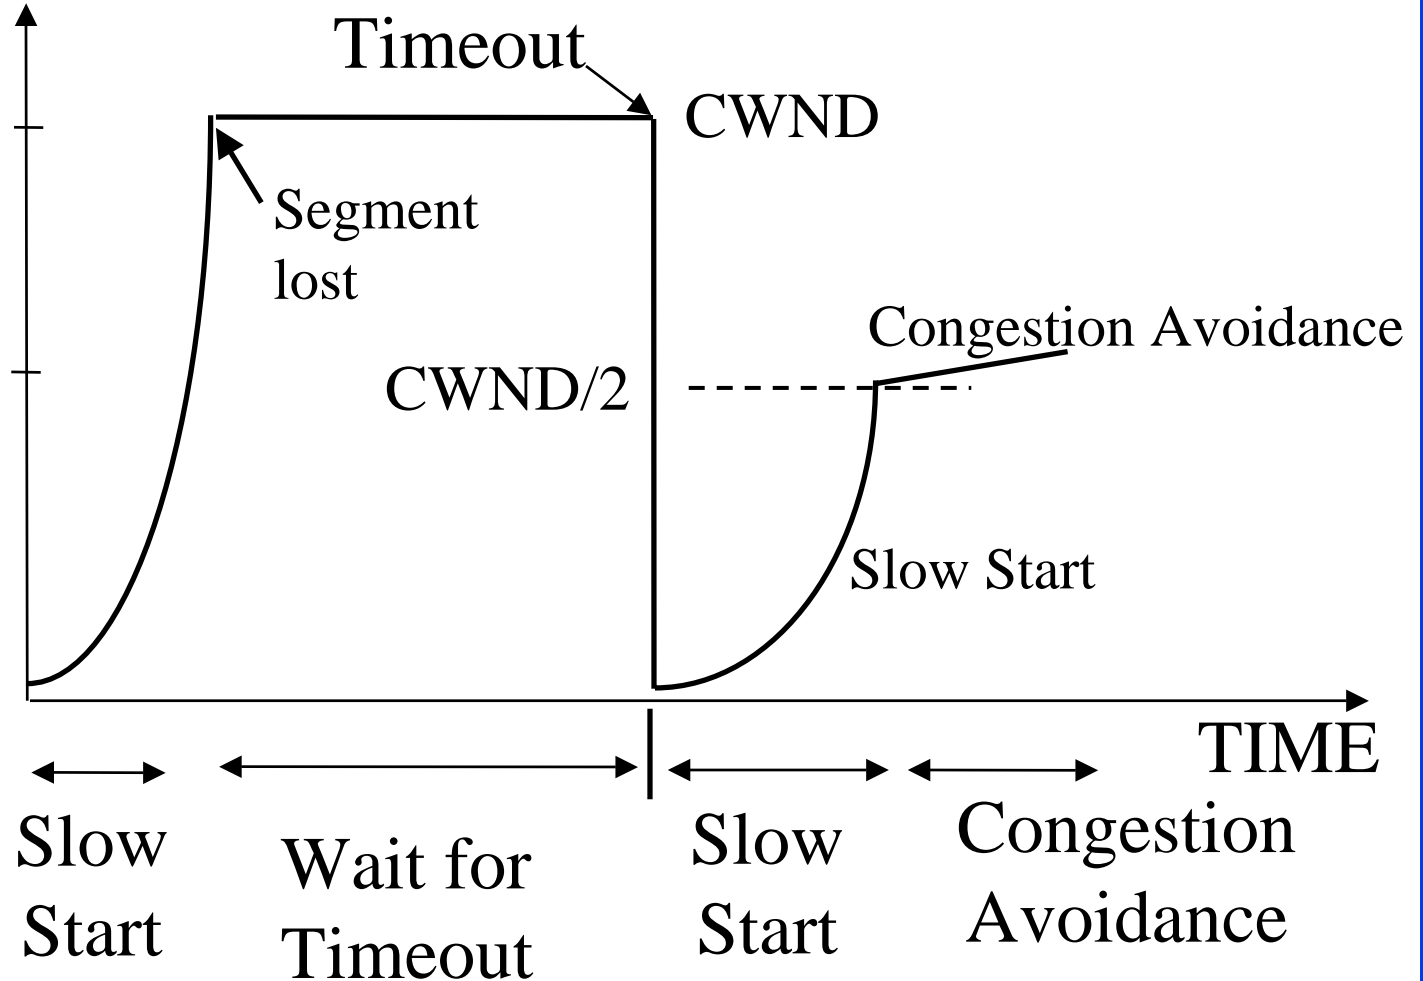 Timeout
CWND
Segment
lost
Congestion Avoidance
CWND/2
Slow Start
TIME
Slow
Start
Wait for
Timeout
Slow
Start
Congestion
Avoidance